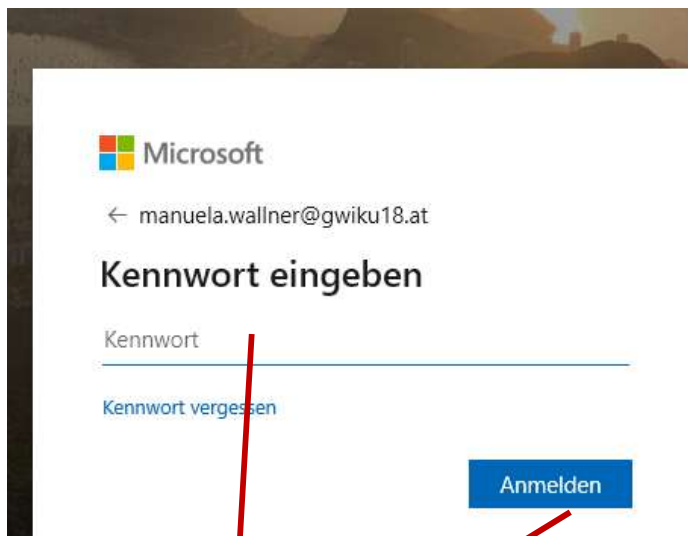 Microsoft
← manuela.wallner@gwiku18.at
Kennwort eingeben
Kennwort
Kennwort vergessen
Anmelden